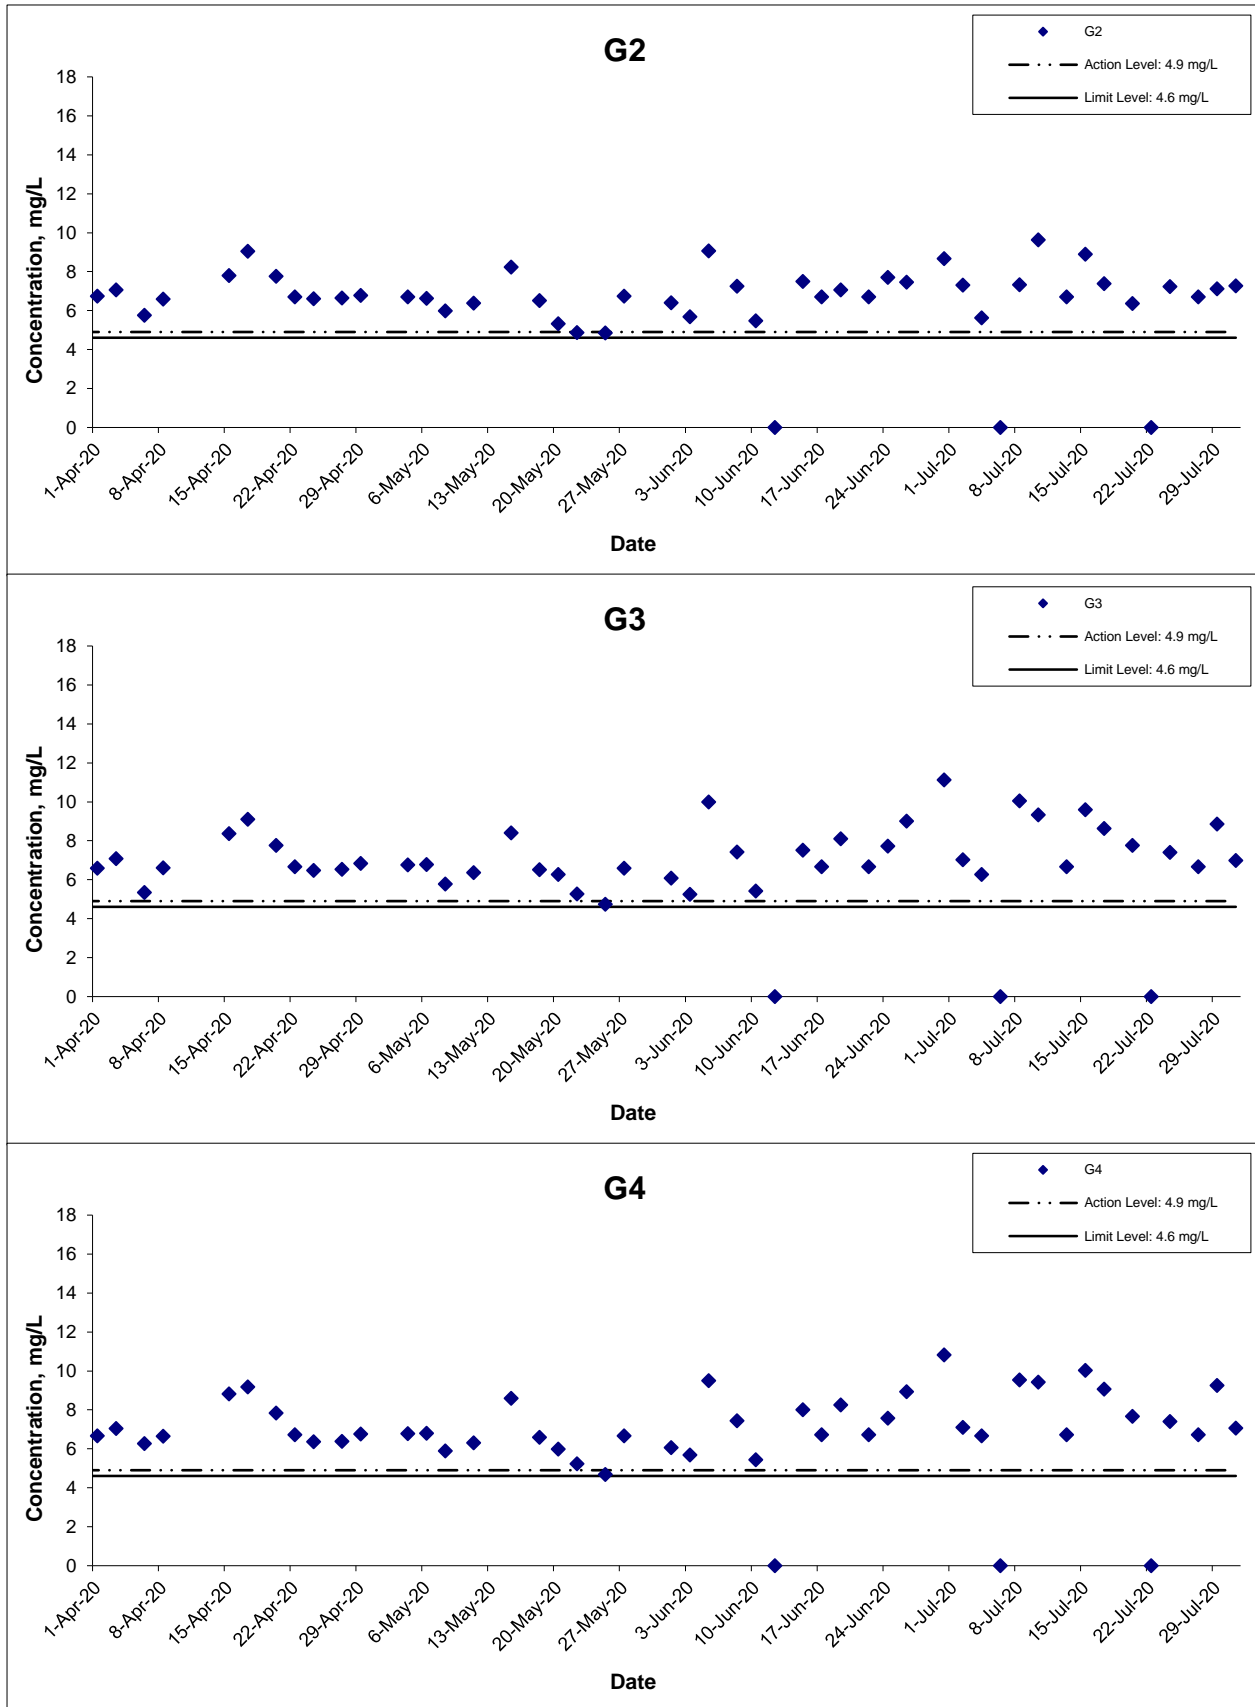 G2
G2
Action Level: 4.9 mg/L
Limit Level: 4.6 mg/L
Concentration, mg/L
18
16
14
12
10
8
6
4
2
0
1-Apr-20
8-Apr-20
15-Apr-20
22-Apr-20
29-Apr-20
6-May-20
13-May-20
20-May-20
27-May-20
3-Jun-20
10-Jun-20
17-Jun-20
24-Jun-20
1-Jul-20
8-Jul-20
15-Jul-20
22-Jul-20
29-Jul-20
Date
G3
G3
Action Level: 4.9 mg/L
Limit Level: 4.6 mg/L
Concentration, mg/L
18
16
14
12
10
8
6
4
2
0
1-Apr-20
8-Apr-20
15-Apr-20
22-Apr-20
29-Apr-20
6-May-20
13-May-20
20-May-20
27-May-20
3-Jun-20
10-Jun-20
17-Jun-20
24-Jun-20
1-Jul-20
8-Jul-20
15-Jul-20
22-Jul-20
29-Jul-20
Date
G4
G4
Action Level: 4.9 mg/L
Limit Level: 4.6 mg/L
Concentration, mg/L
18
16
14
12
10
8
6
4
2
0
1-Apr-20
8-Apr-20
15-Apr-20
22-Apr-20
29-Apr-20
6-May-20
13-May-20
20-May-20
27-May-20
3-Jun-20
10-Jun-20
17-Jun-20
24-Jun-20
1-Jul-20
8-Jul-20
15-Jul-20
22-Jul-20
29-Jul-20
Date